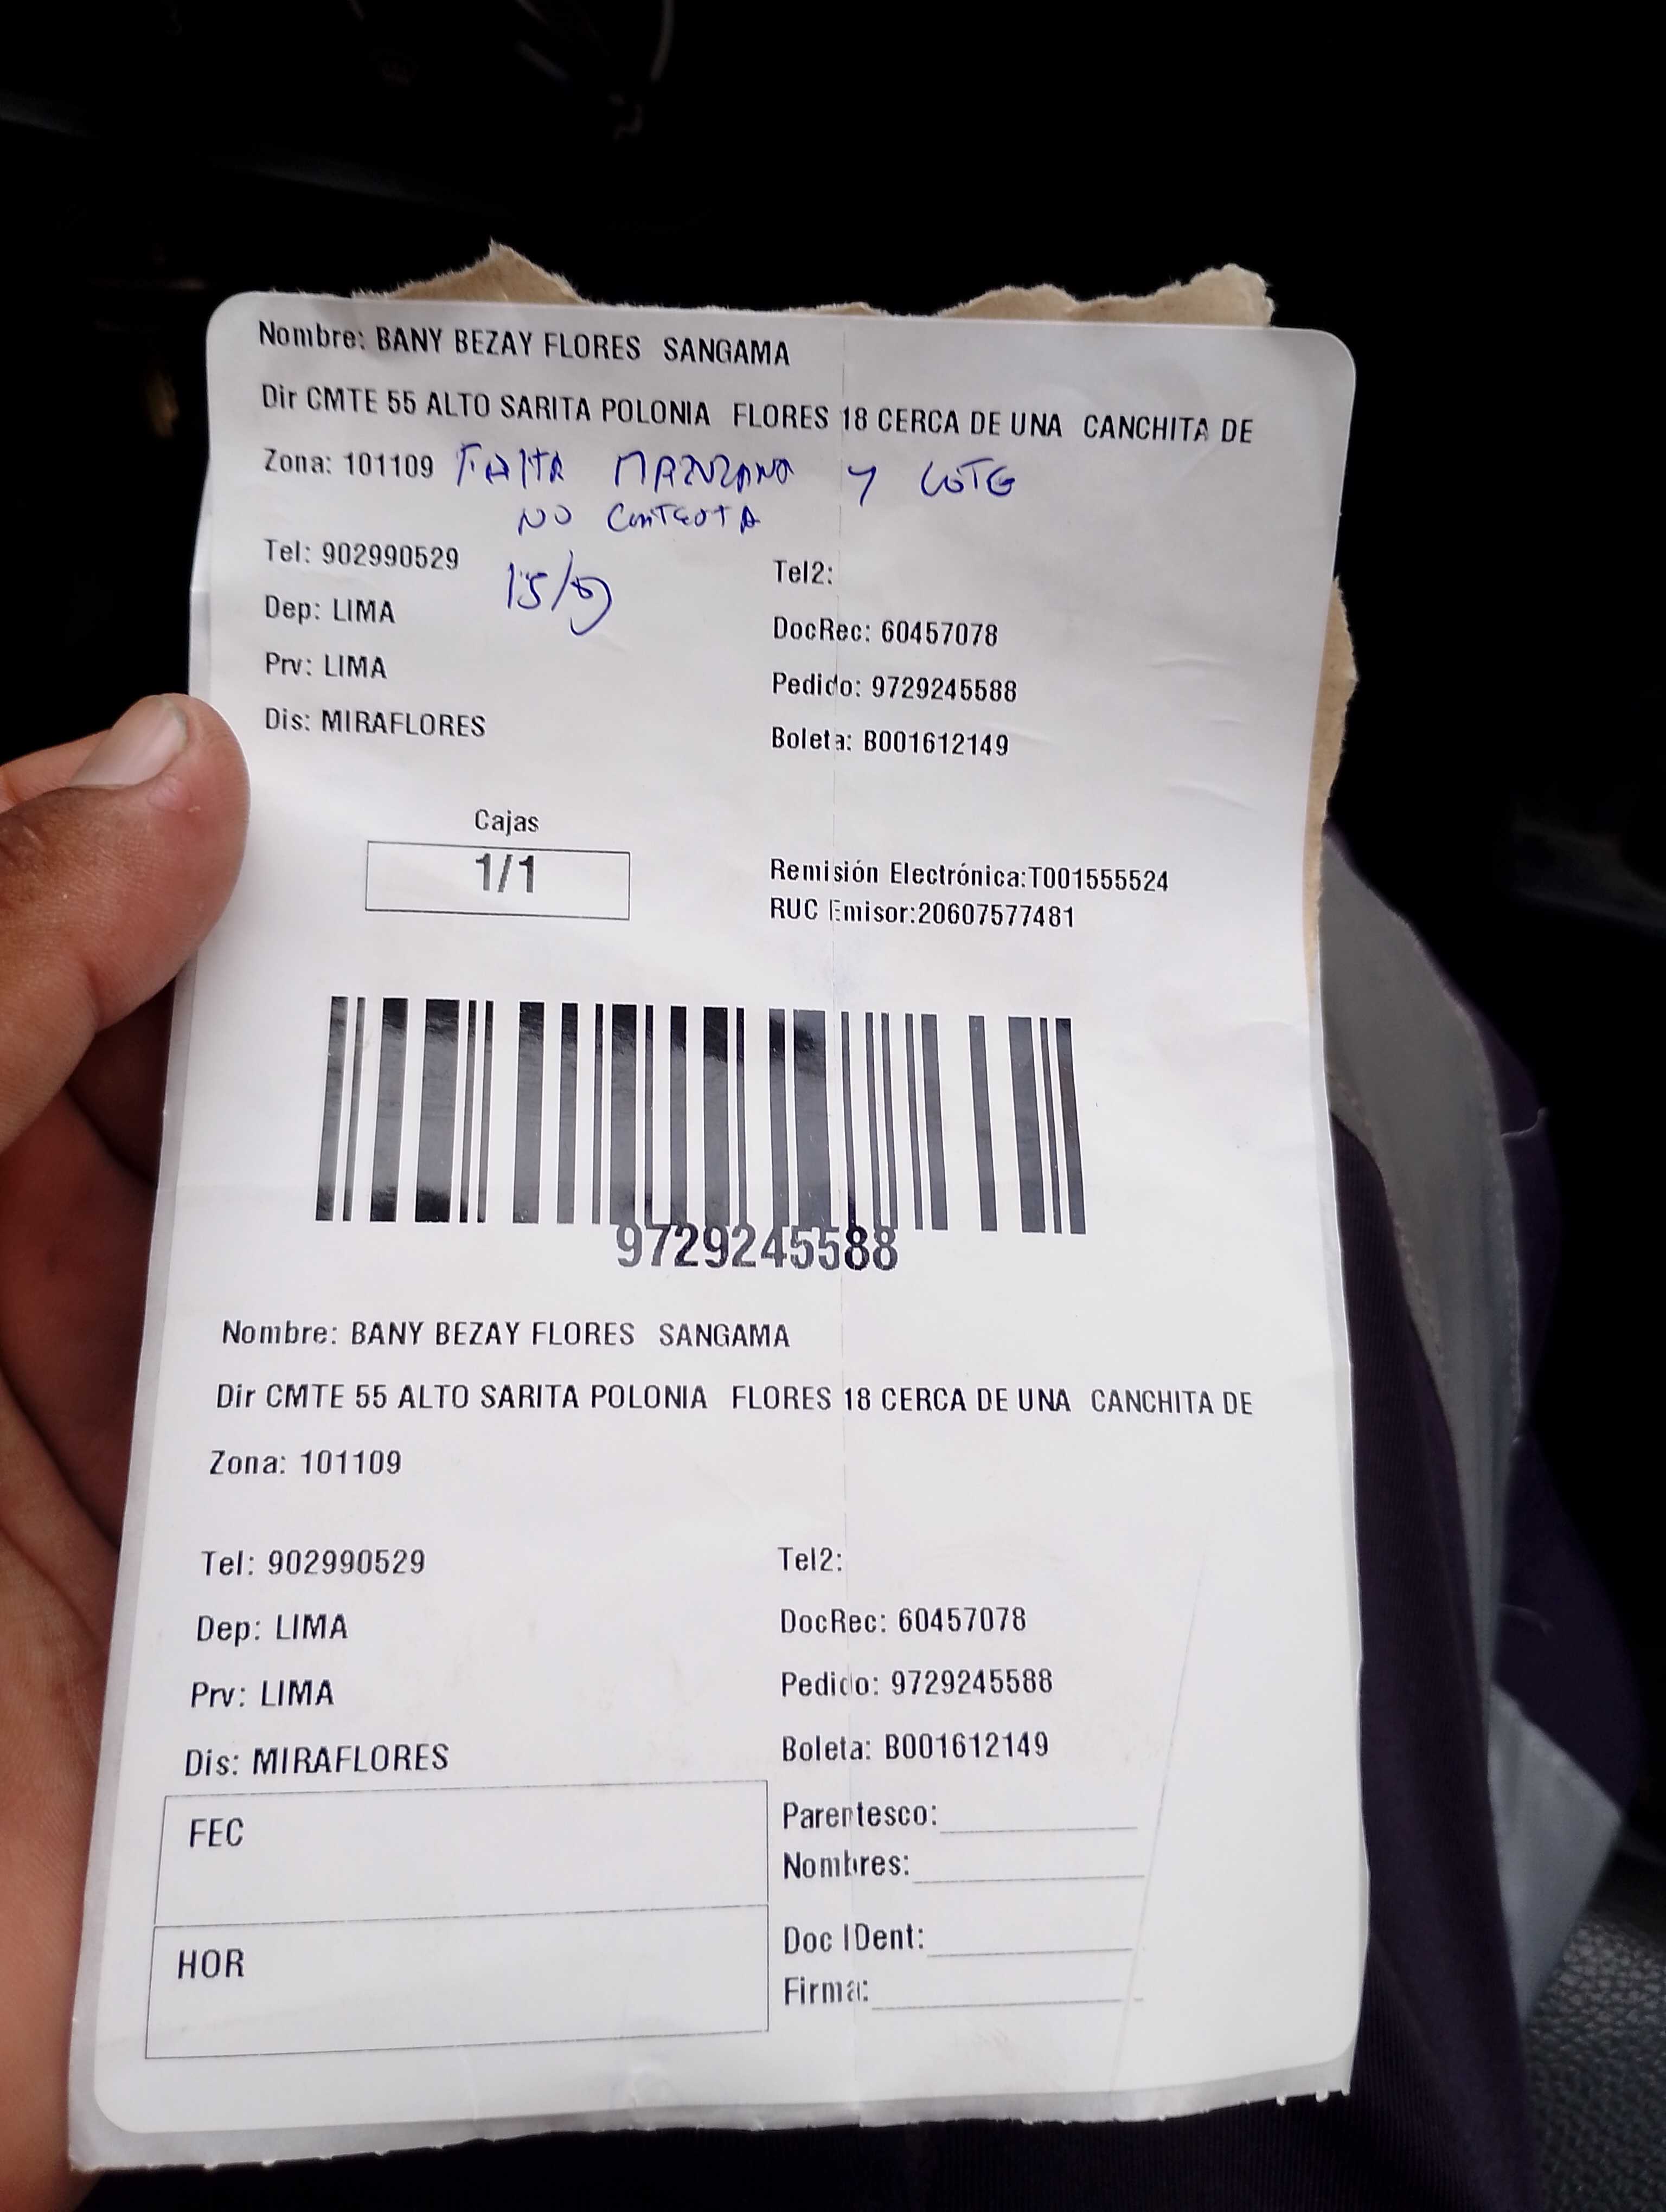 Nombre: BANY BEZAY FLORES SANGAMA
Dir CMTE 55 ALTO SARITA POLONIA FLORES 18 CERCA DE UNA CANCHITA DE
Zona: 101109 FALTA MANZANA Y LOTE
NO CONTESTA
Tel: 902990529
15/09
Tel2:
Dep: LIMA
DocRec: 60457078
Prv: LIMA
Pedido: 9729245588
Dis: MIRAFLORES
Boleta: B001612149
Cajas
1/1
Remisión Electrónica:T001555524
RUC Emisor:20607577481
9729245588
Nombre: BANY BEZAY FLORES SANGAMA
Dir CMTE 55 ALTO SARITA POLONIA FLORES 18 CERCA DE UNA CANCHITA DE
Zona: 101109
Tel: 902990529
Tel2:
Dep: LIMA
DocRec: 60457078
Prv: LIMA
Pedido: 9729245588
Dis: MIRAFLORES
Boleta: B001612149
FEC
Parentesco:
Nombres:
HOR
Doc IDent:
Firma: